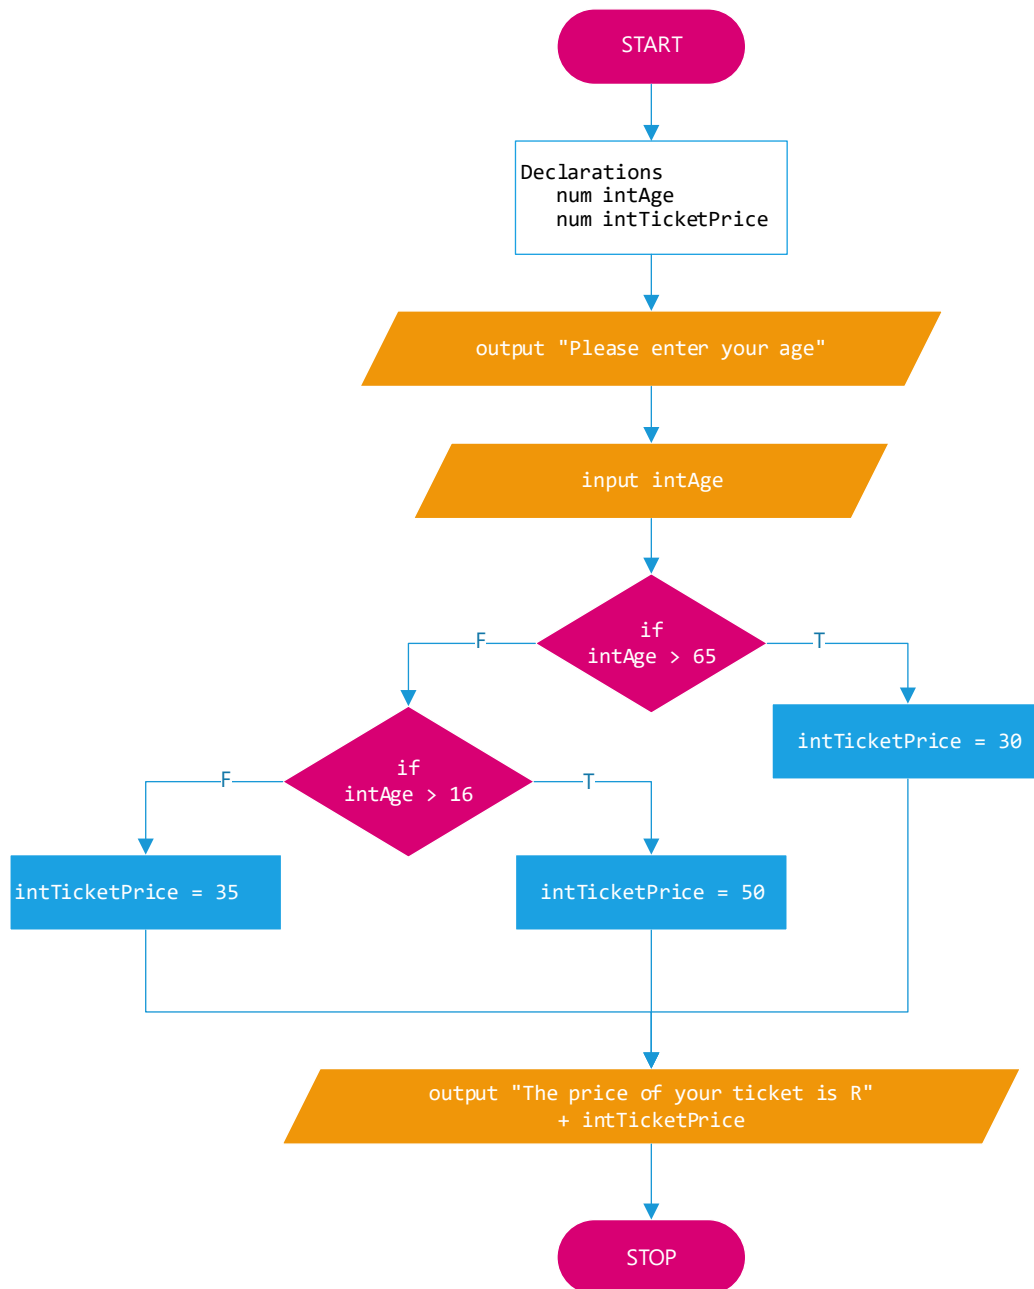 START
Declarations
num intAge
num intTicketPrice
output "Please enter your age"
input intAge
if
intAge > 65
F
T
intTicketPrice = 30
if
intAge > 16
F
T
intTicketPrice = 35
intTicketPrice = 50
output "The price of your ticket is R"
+ intTicketPrice
STOP